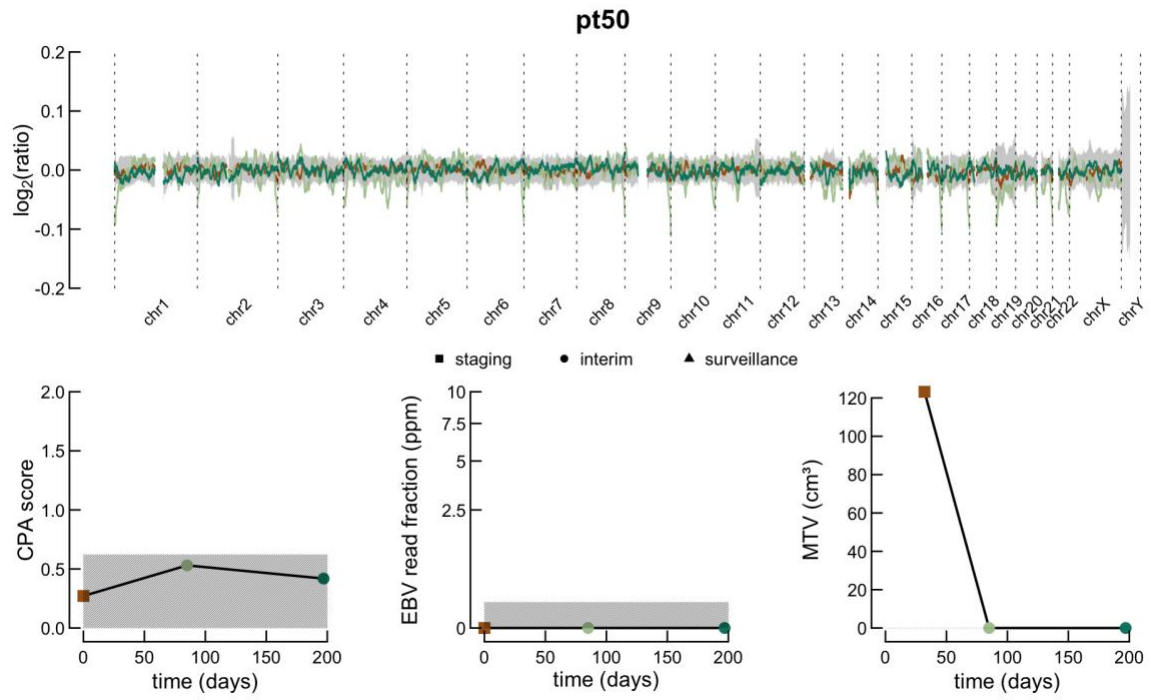 pt50
0.2
0.1
0.0
-0.1
-0.2
log2(ratio)
chr1 chr2 chr3 chr4 chr5 chr6 chr7 chr8 chr9 chr10 chr11 chr12 chr13 chr14 chr15 chr16 chr17 chr18 chr19 chr20 chr21 chr22 chrX chrY
staging interim surveillance
2.0
1.5
1.0
0.5
0.0
CPA score
0 50 100 150 200
time (days)
10
7.5
5
2.5
0
EBV read fraction (ppm)
0 50 100 150 200
time (days)
120
100
80
60
40
20
0
MTV (cm³)
0 50 100 150 200
time (days)